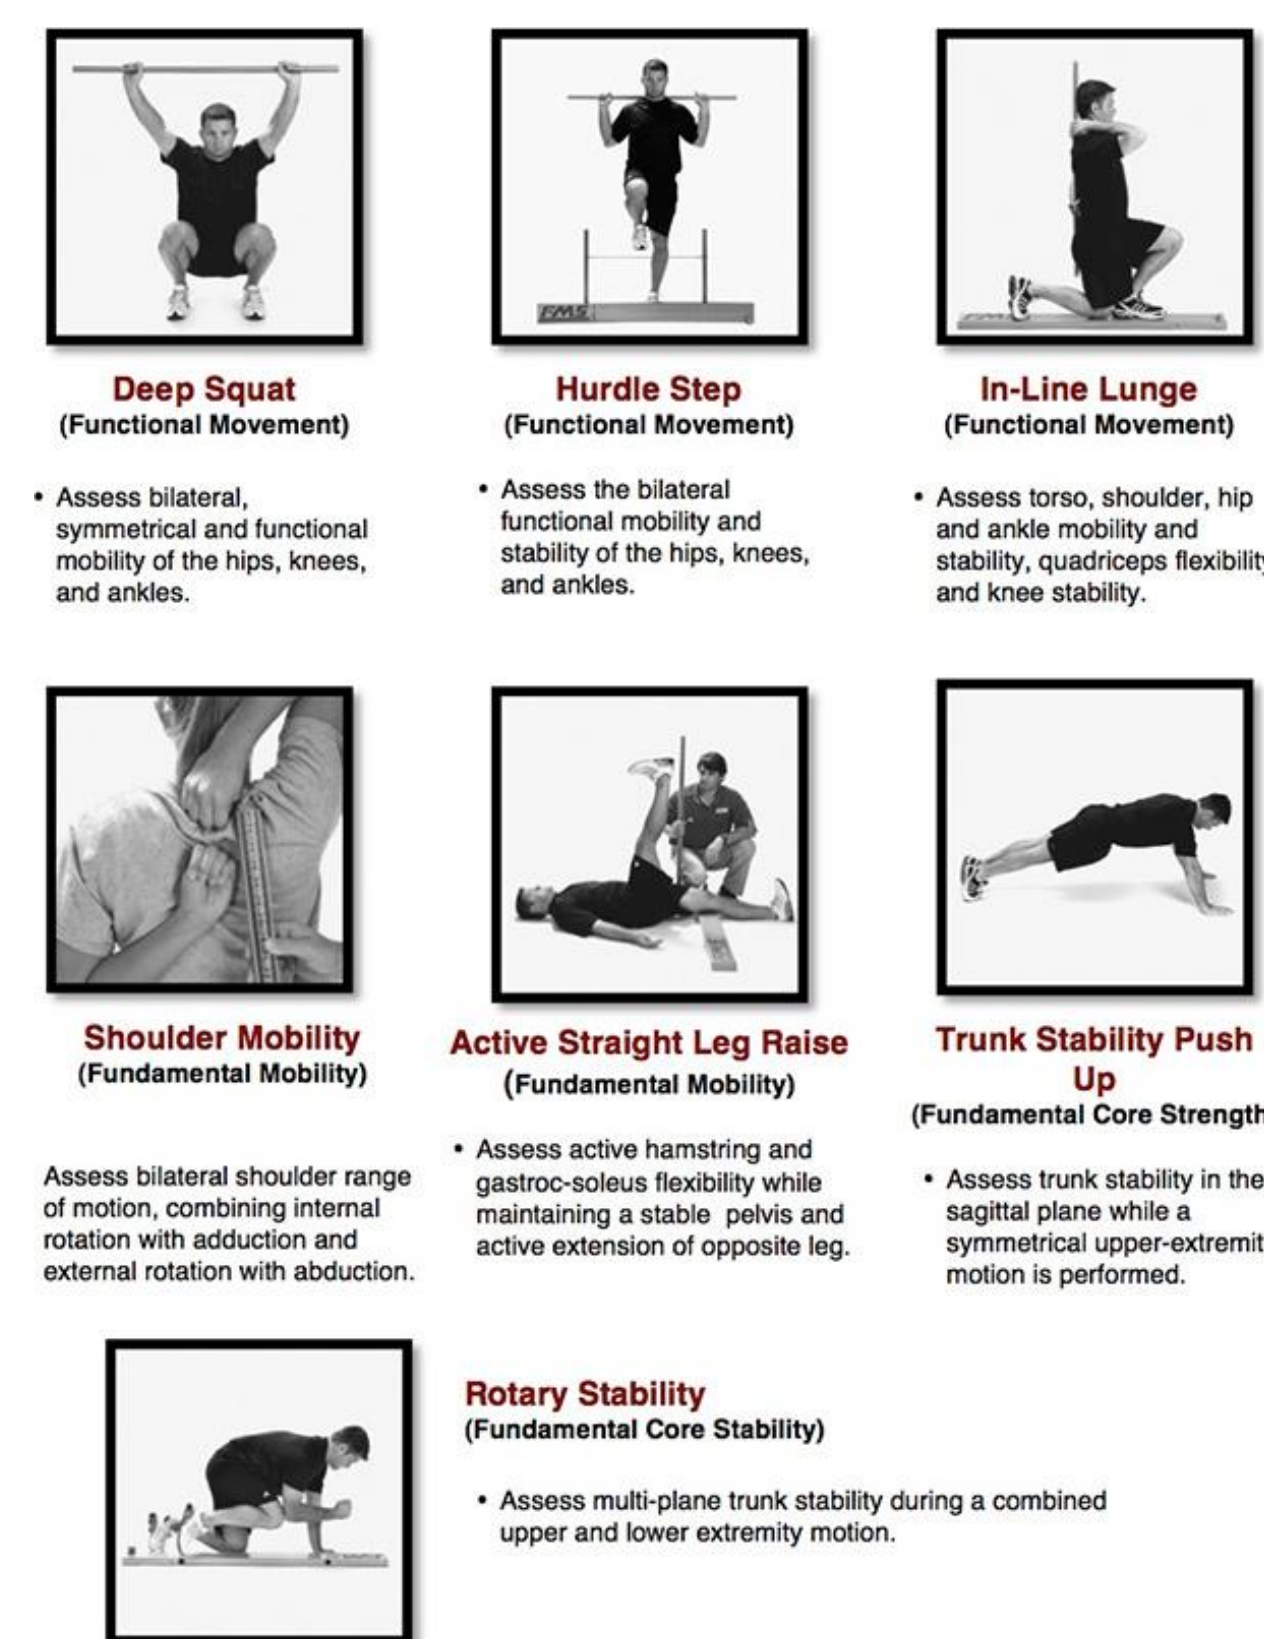 FMS
Deep Squat
(Functional Movement)
• Assess bilateral,
symmetrical and functional
mobility of the hips, knees,
and ankles.
Hurdle Step
(Functional Movement)
• Assess the bilateral
functional mobility and
stability of the hips, knees,
and ankles.
In-Line Lunge
(Functional Movement)
• Assess torso, shoulder, hip
and ankle mobility and
stability, quadriceps flexibility
and knee stability.
Shoulder Mobility
(Fundamental Mobility)
Assess bilateral shoulder range
of motion, combining internal
rotation with adduction and
external rotation with abduction.
Active Straight Leg Raise
(Fundamental Mobility)
• Assess active hamstring and
gastroc-soleus flexibility while
maintaining a stable pelvis and
active extension of opposite leg.
Trunk Stability Push
Up
(Fundamental Core Strength
• Assess trunk stability in the
sagittal plane while a
symmetrical upper-extremit
motion is performed.
Rotary Stability
(Fundamental Core Stability)
• Assess multi-plane trunk stability during a combined
upper and lower extremity motion.